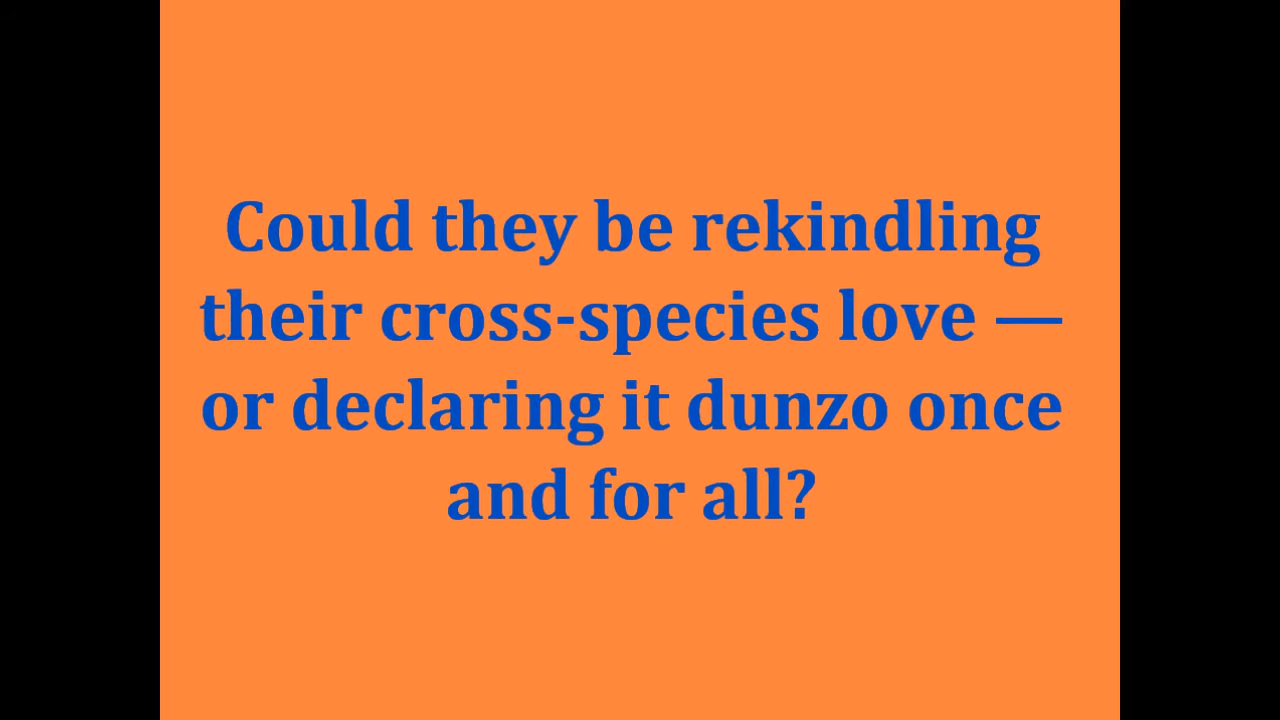 Could they be rekindling
their cross-species love —
or declaring it dunzo once
and for all?